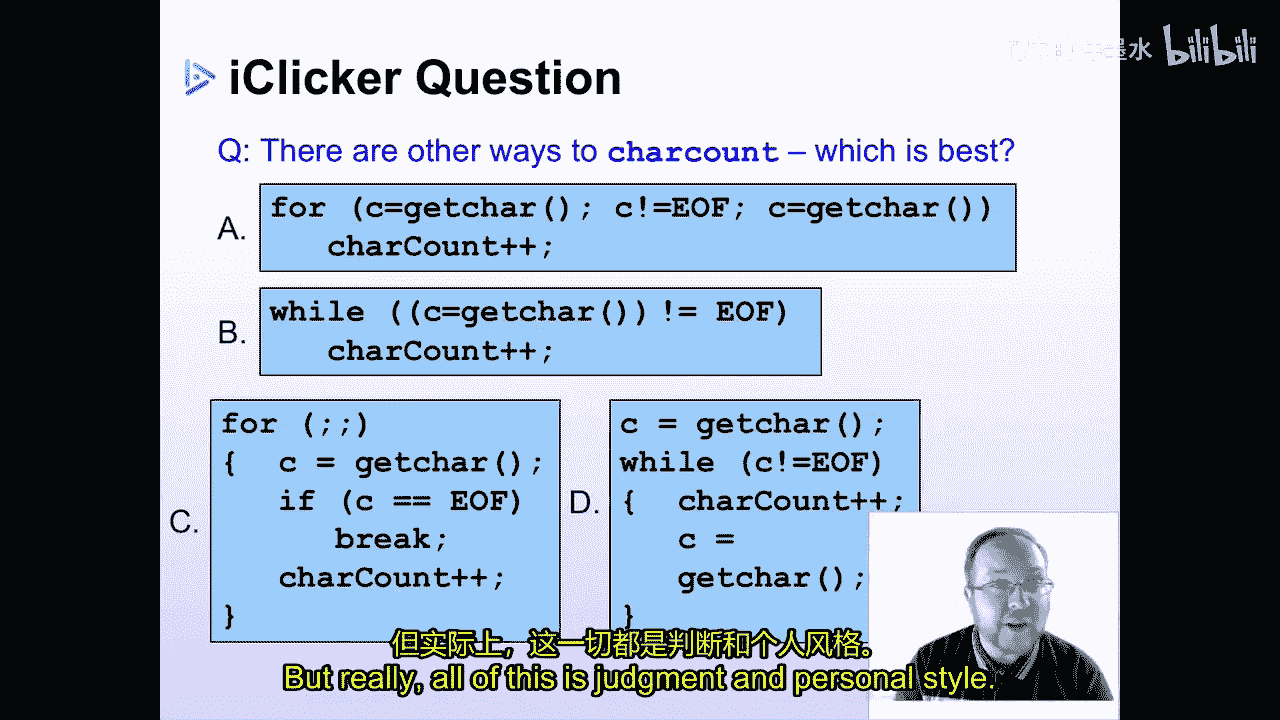 iClicker Question
水 bilibili
Q: There are other ways to charcount – which is best?
A.
for (c=getchar(); c!=EOF; c=getchar())
charCount++;
B.
while ((c=getchar()) != EOF)
charCount++;
C.
for (;;)
{ c = getchar();
if (c == EOF)
break;
charCount++;
}
D.
c = getchar();
while (c!=EOF)
{ charCount++;
c =
getchar();
}
但实际上，这一切都是判断和个人风格。
But really, all of this is judgment and personal style.